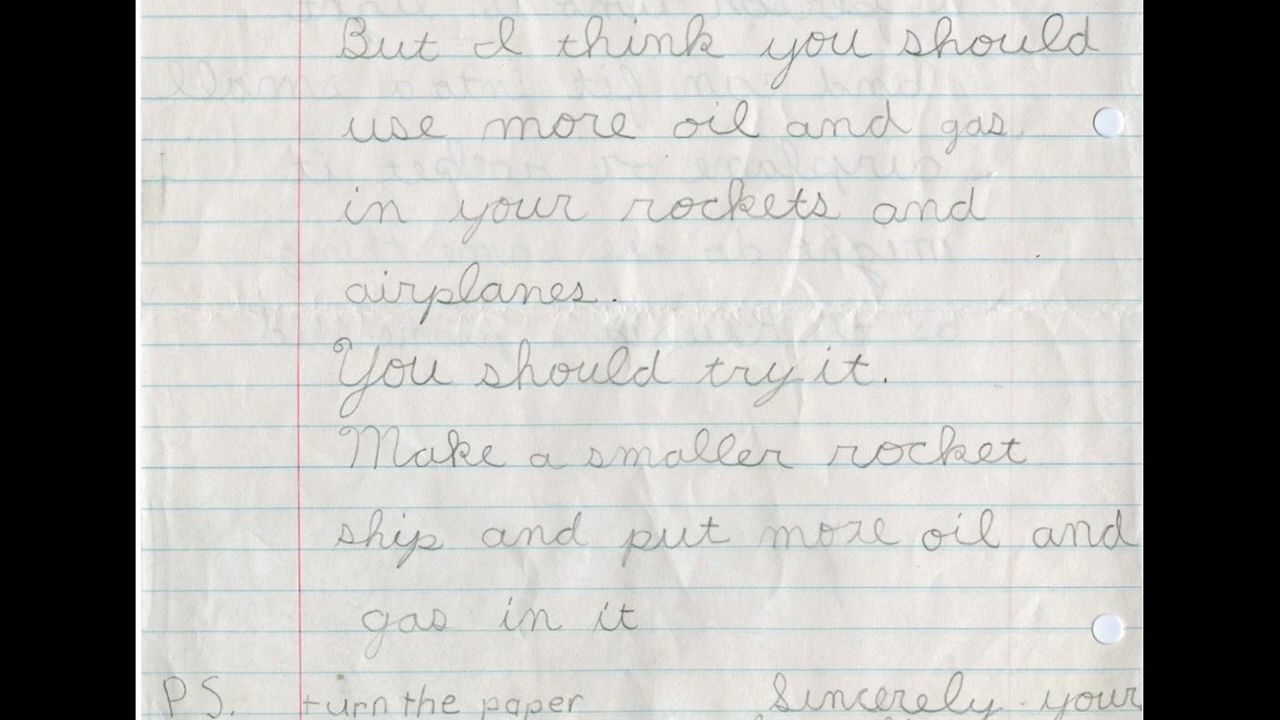 But I think you should
use more oil and gas
in your rockets and
airplanes.
You should try it.
Make a smaller rocket
ship and put more oil and
gas in it
P.S. turn the paper
Sincerely your